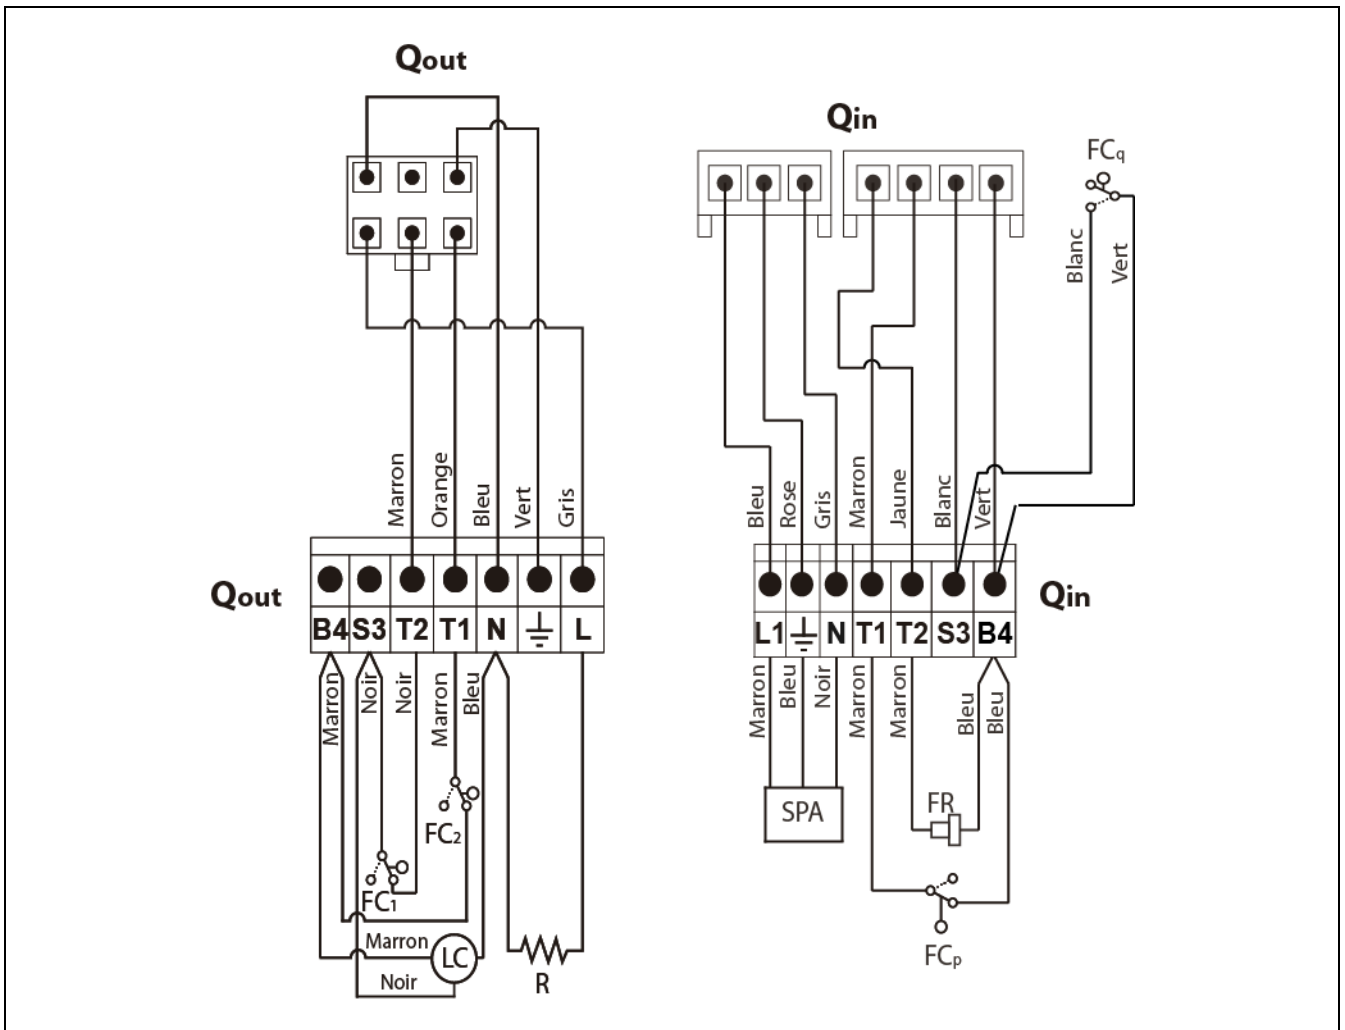 Qout
Qin
FCq
Blanc
Vert
Marron
Orange
Bleu
Vert
Gris
Bleu
Rose
Gris
Marron
Jaune
Blanc
Vert
Qout
B4 S3 T2 T1 N L
L1 N T1 T2 S3 B4
Qin
Marron
Noir
Noir
Marron
Bleu
Marron
Bleu
Noir
Marron
Marron
Bleu
Bleu
FC2
FC1
SPA
FR
Marron
LC
Noir
R
FCp